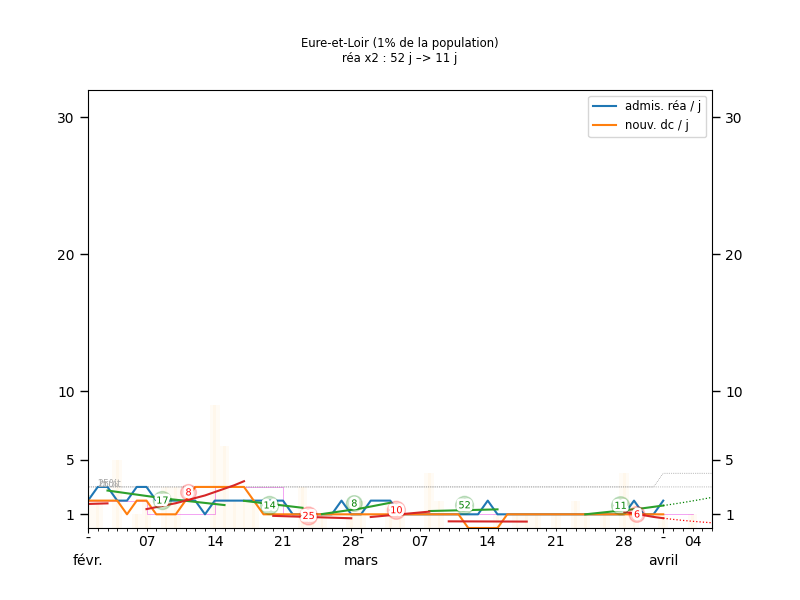 Eure-et-Loir (1% de la population)
réa x2 : 52 j –> 11 j
admis. réa / j
nouv. dc / j
30 30
20 20
10 10
5 5
1 1
17 8 14 25 8 10 52 11 6
- 07 14 21 28 - 07 14 21 28 - 04
févr. mars avril